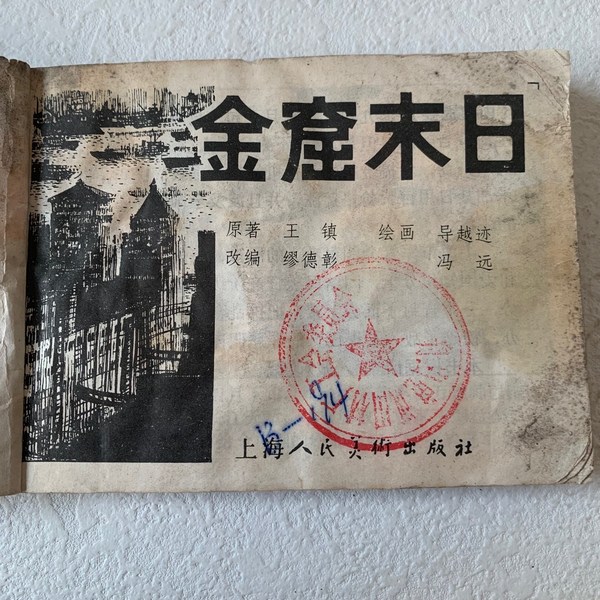 金窟末日
原著 王镇 绘画 导越迹
改编 缪德彰 冯远
上海人民美術出版社